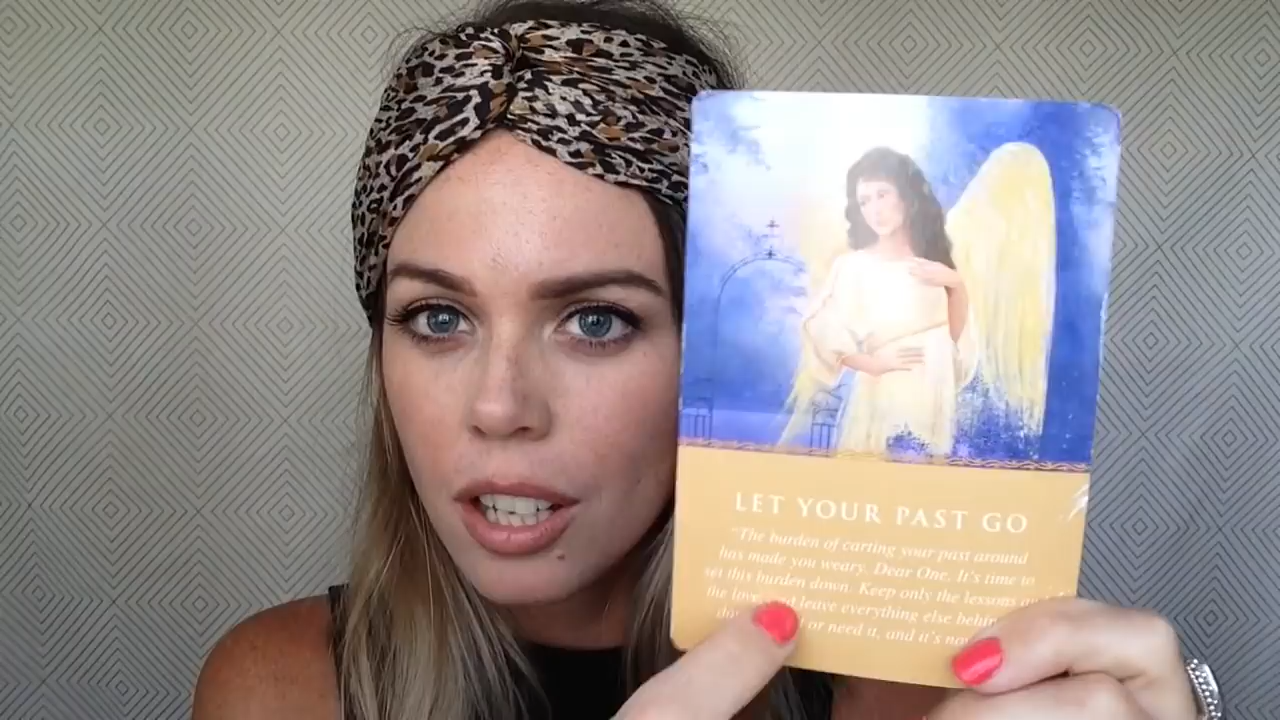 LET YOUR PAST GO
"The burden of carting your past around
has made you weary, Dear One. It's time to
set this burden down. Keep only the lessons
the love leave everything else
or need it, and it's